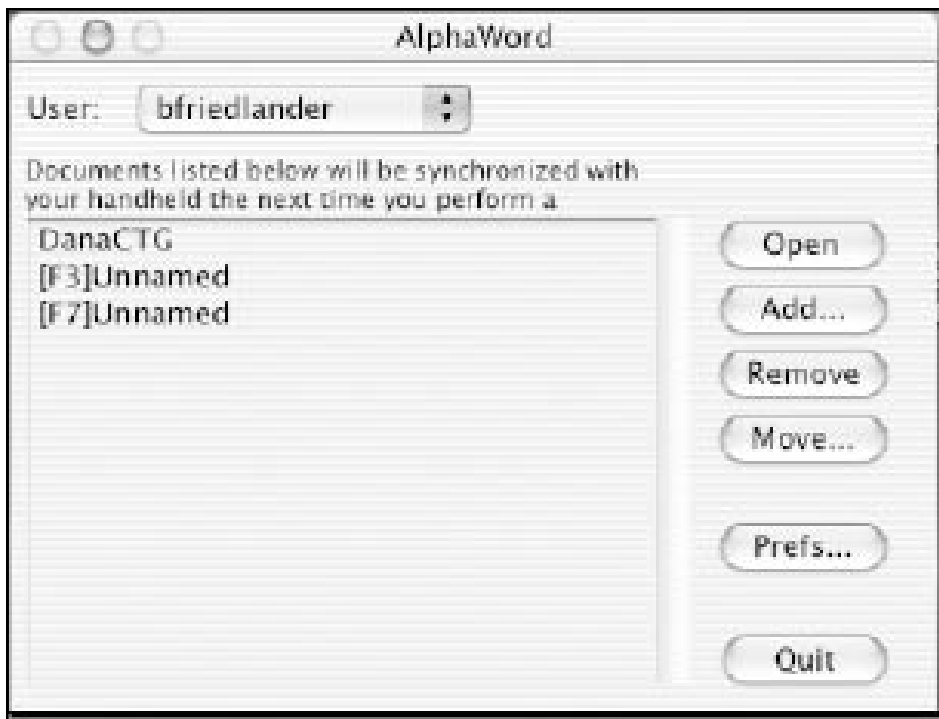 AlphaWord
User: bfriedlander
Documents listed below will be synchronized with
your handheld the next time you perform a
DanaCTG
[F3]Unnamed
[F7]Unnamed
Open
Add...
Remove
Move...
Prefs...
Quit